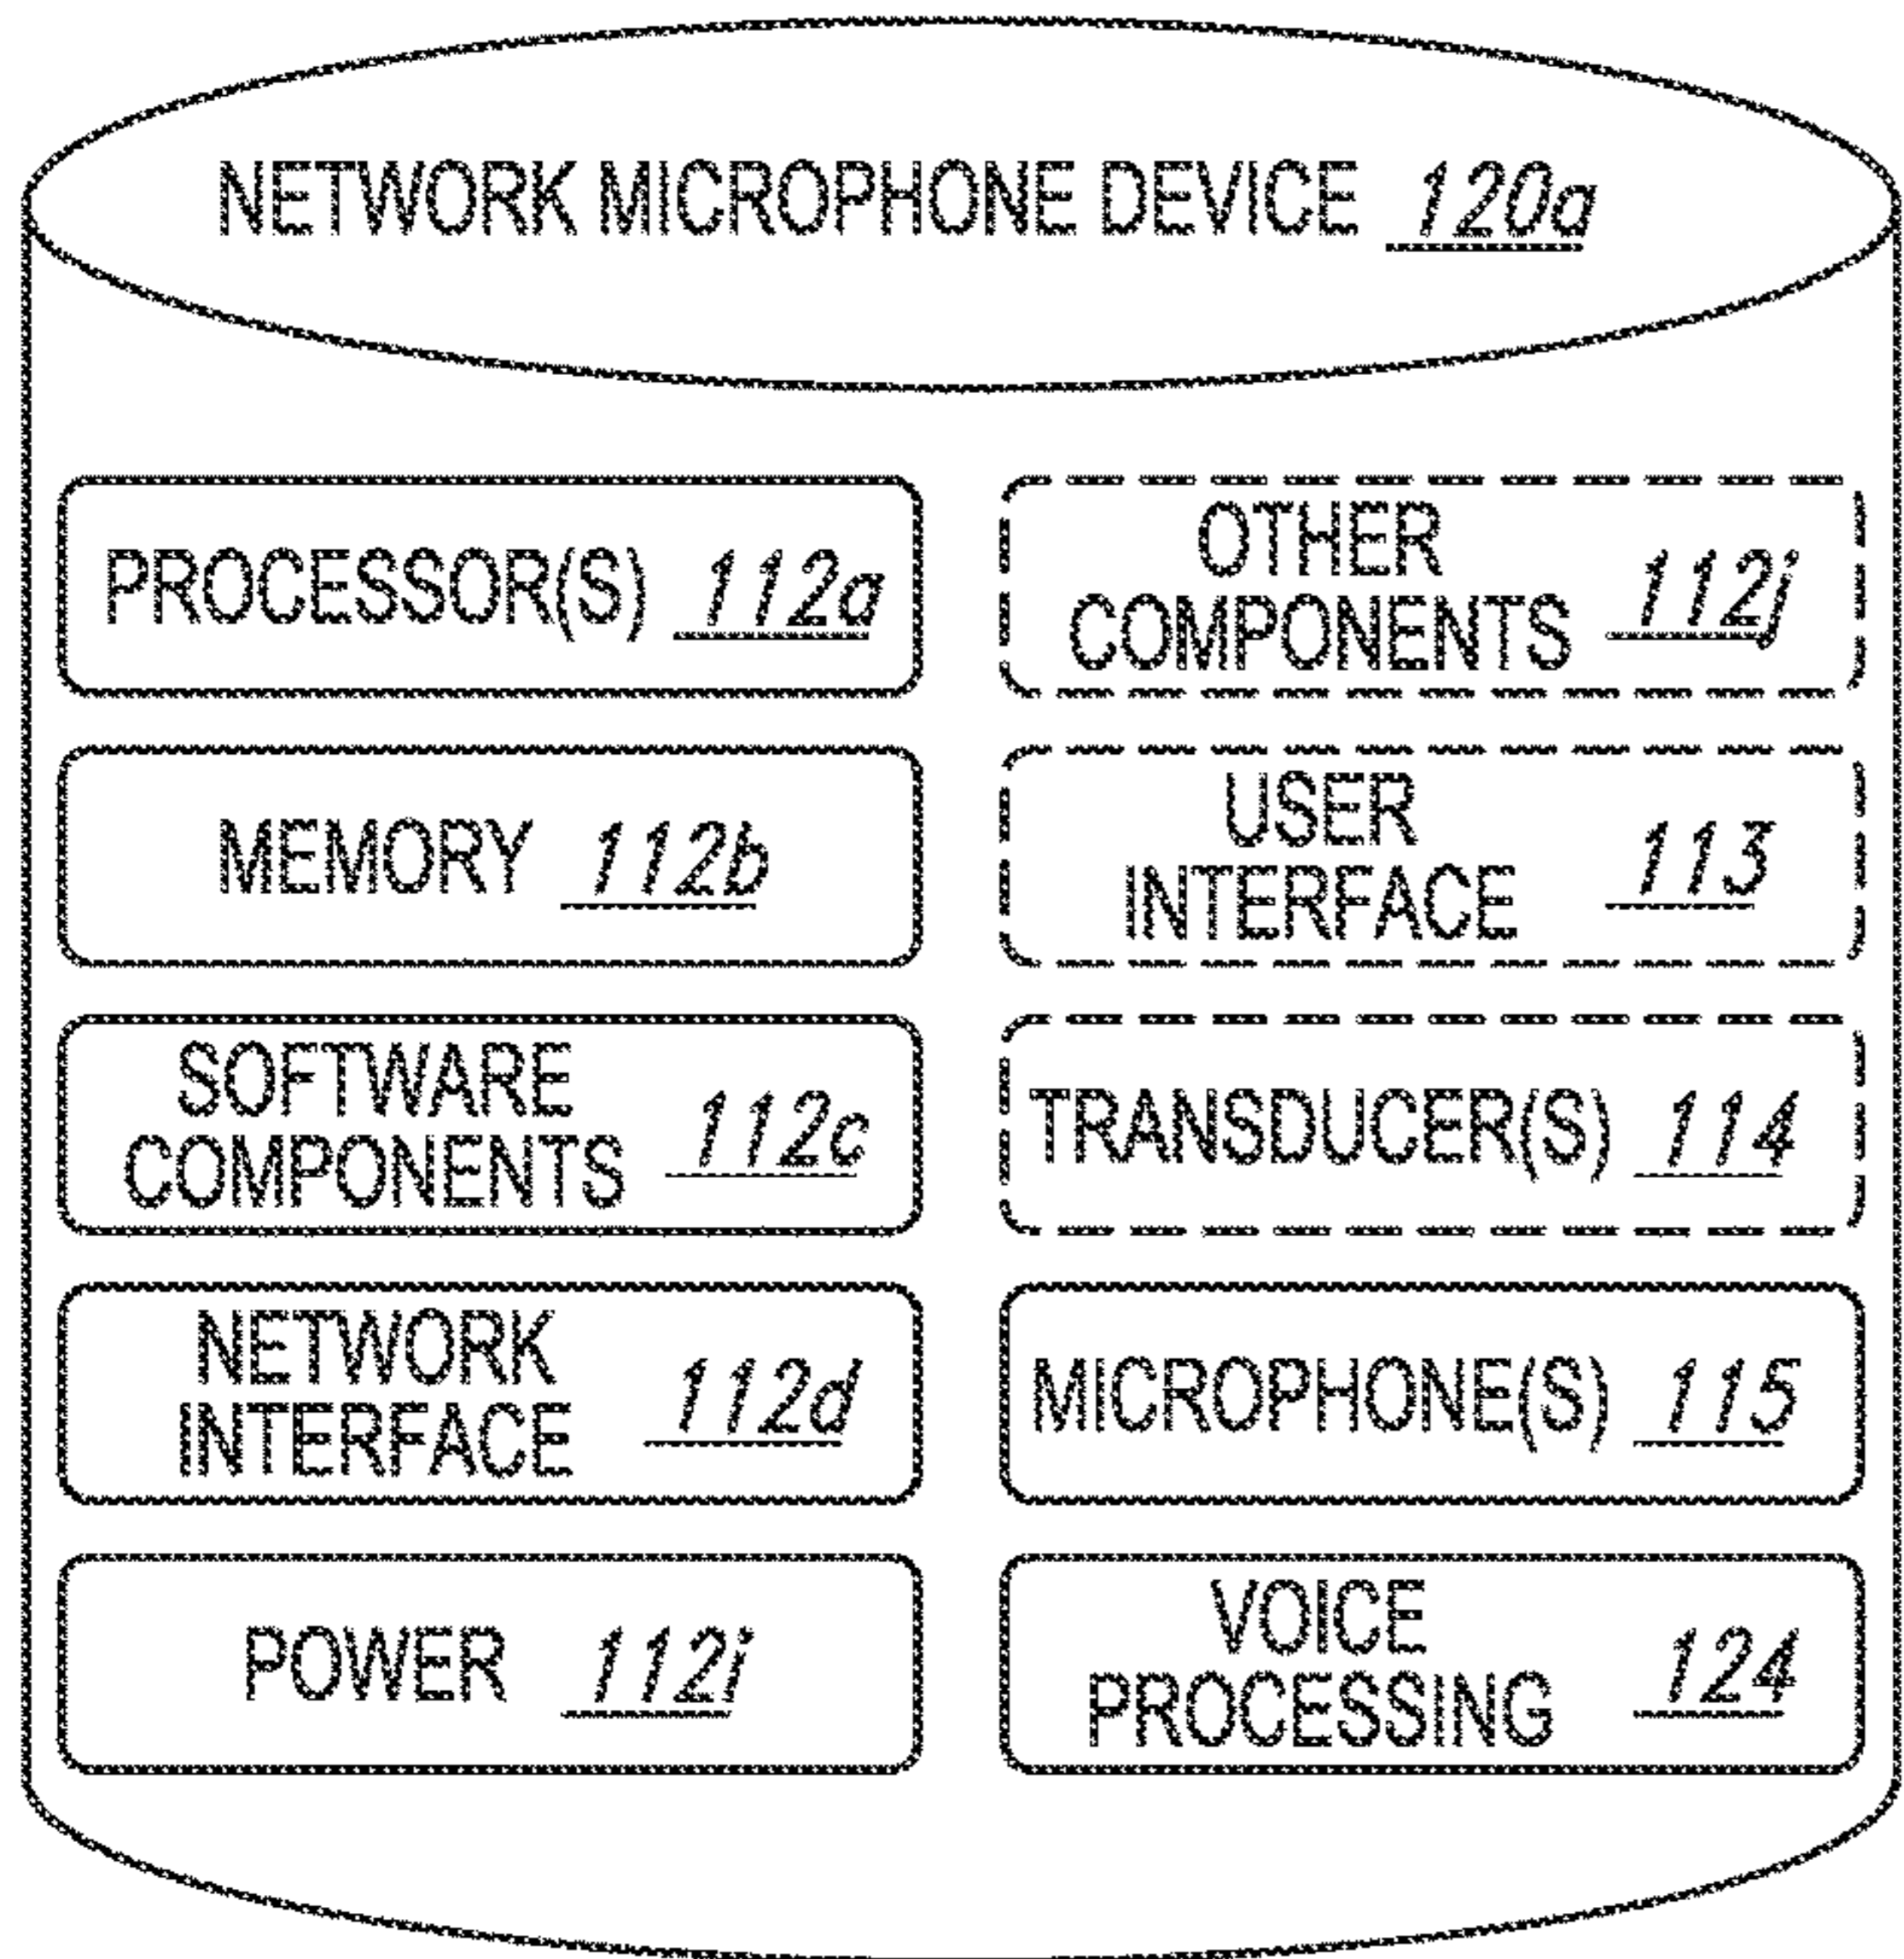 NETWORK MICROPHONE DEVICE 120a
PROCESSOR(S) 112a
MEMORY 112b
SOFTWARE
COMPONENTS 112c
NETWORK
INTERFACE 112d
POWER 112i
OTHER
COMPONENTS 112j
USER
INTERFACE 113
TRANSDUCER(S) 114
MICROPHONE(S) 115
VOICE
PROCESSING 124